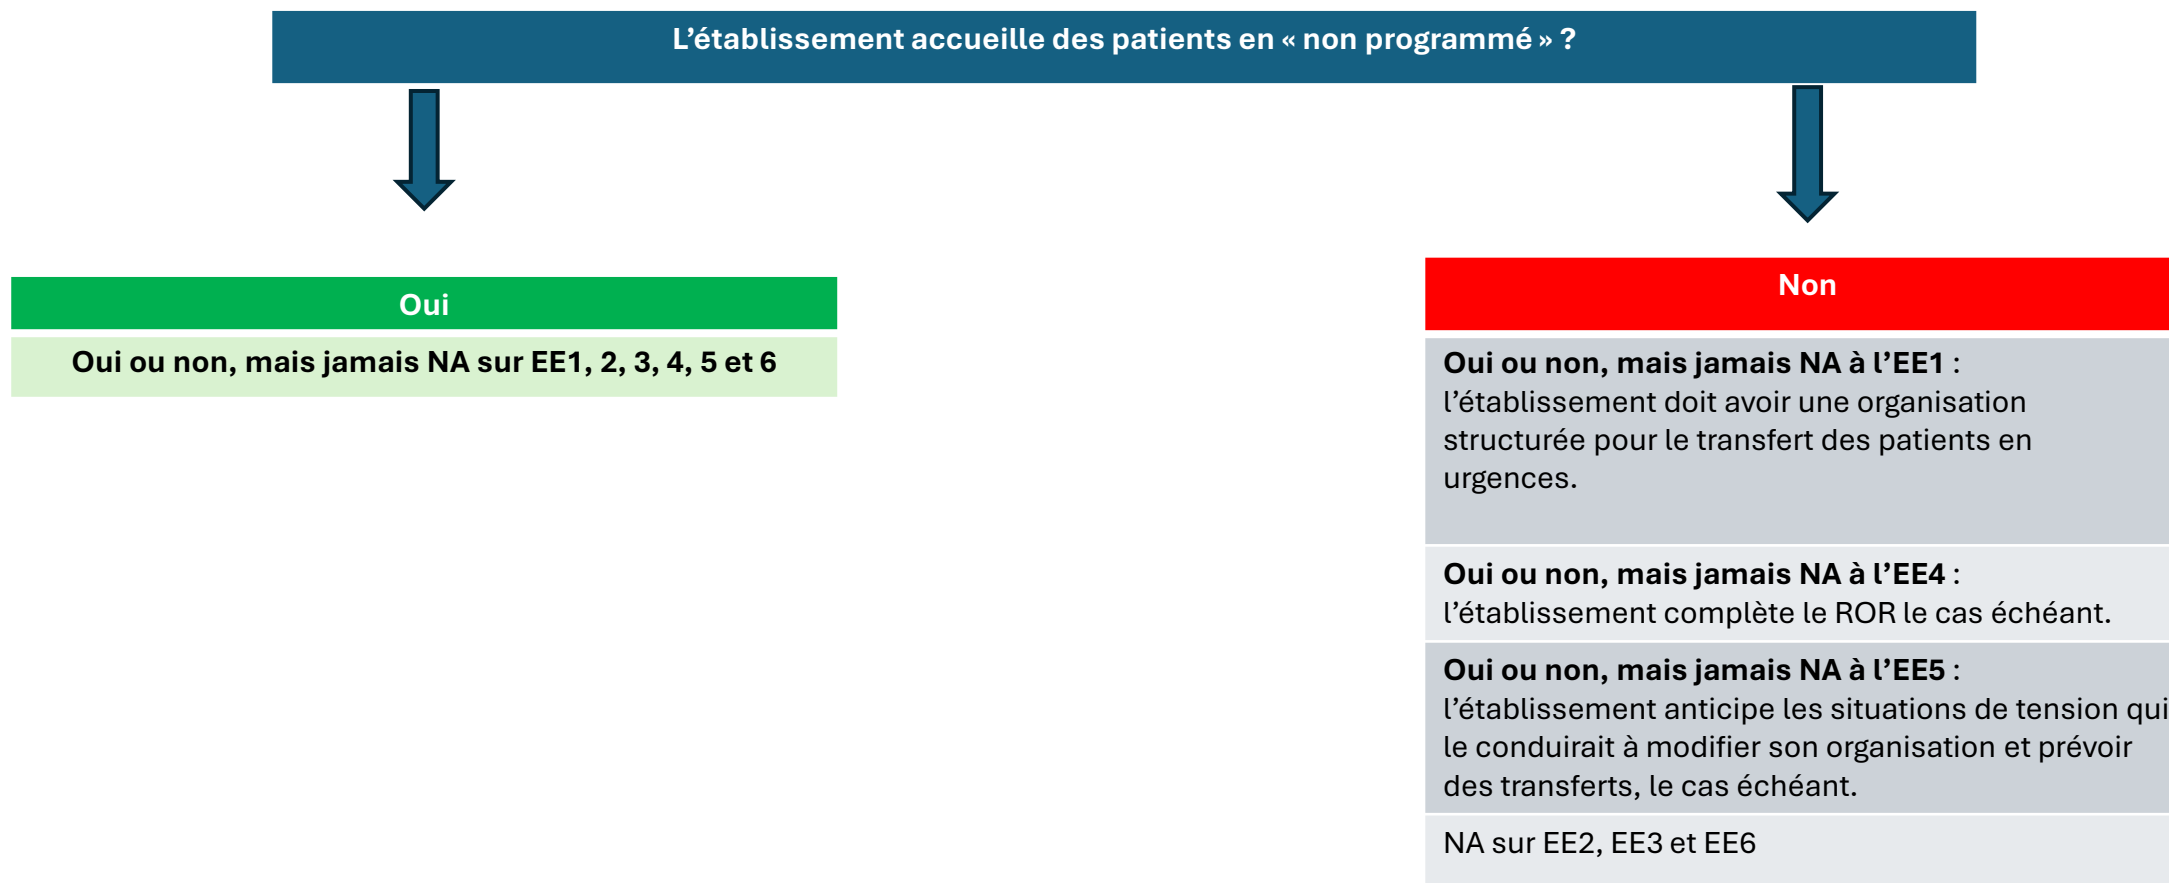 L’établissement accueille des patients en « non programmé » ?
Oui
Oui ou non, mais jamais NA sur EE1, 2, 3, 4, 5 et 6
Non
Oui ou non, mais jamais NA à l’EE1 :
l’établissement doit avoir une organisation
structurée pour le transfert des patients en
urgences.
Oui ou non, mais jamais NA à l’EE4 :
l’établissement complète le ROR le cas échéant.
Oui ou non, mais jamais NA à l’EE5 :
l’établissement anticipe les situations de tension qui
le conduirait à modifier son organisation et prévoir
des transferts, le cas échéant.
NA sur EE2, EE3 et EE6